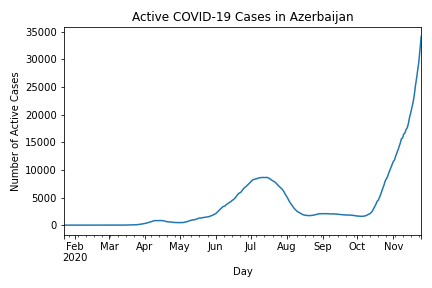 Active COVID-19 Cases in Azerbaijan
35000
30000
25000
20000
15000
10000
5000
0
Number of Active Cases
Feb Mar Apr May Jun Jul Aug Sep Oct Nov
2020
Day